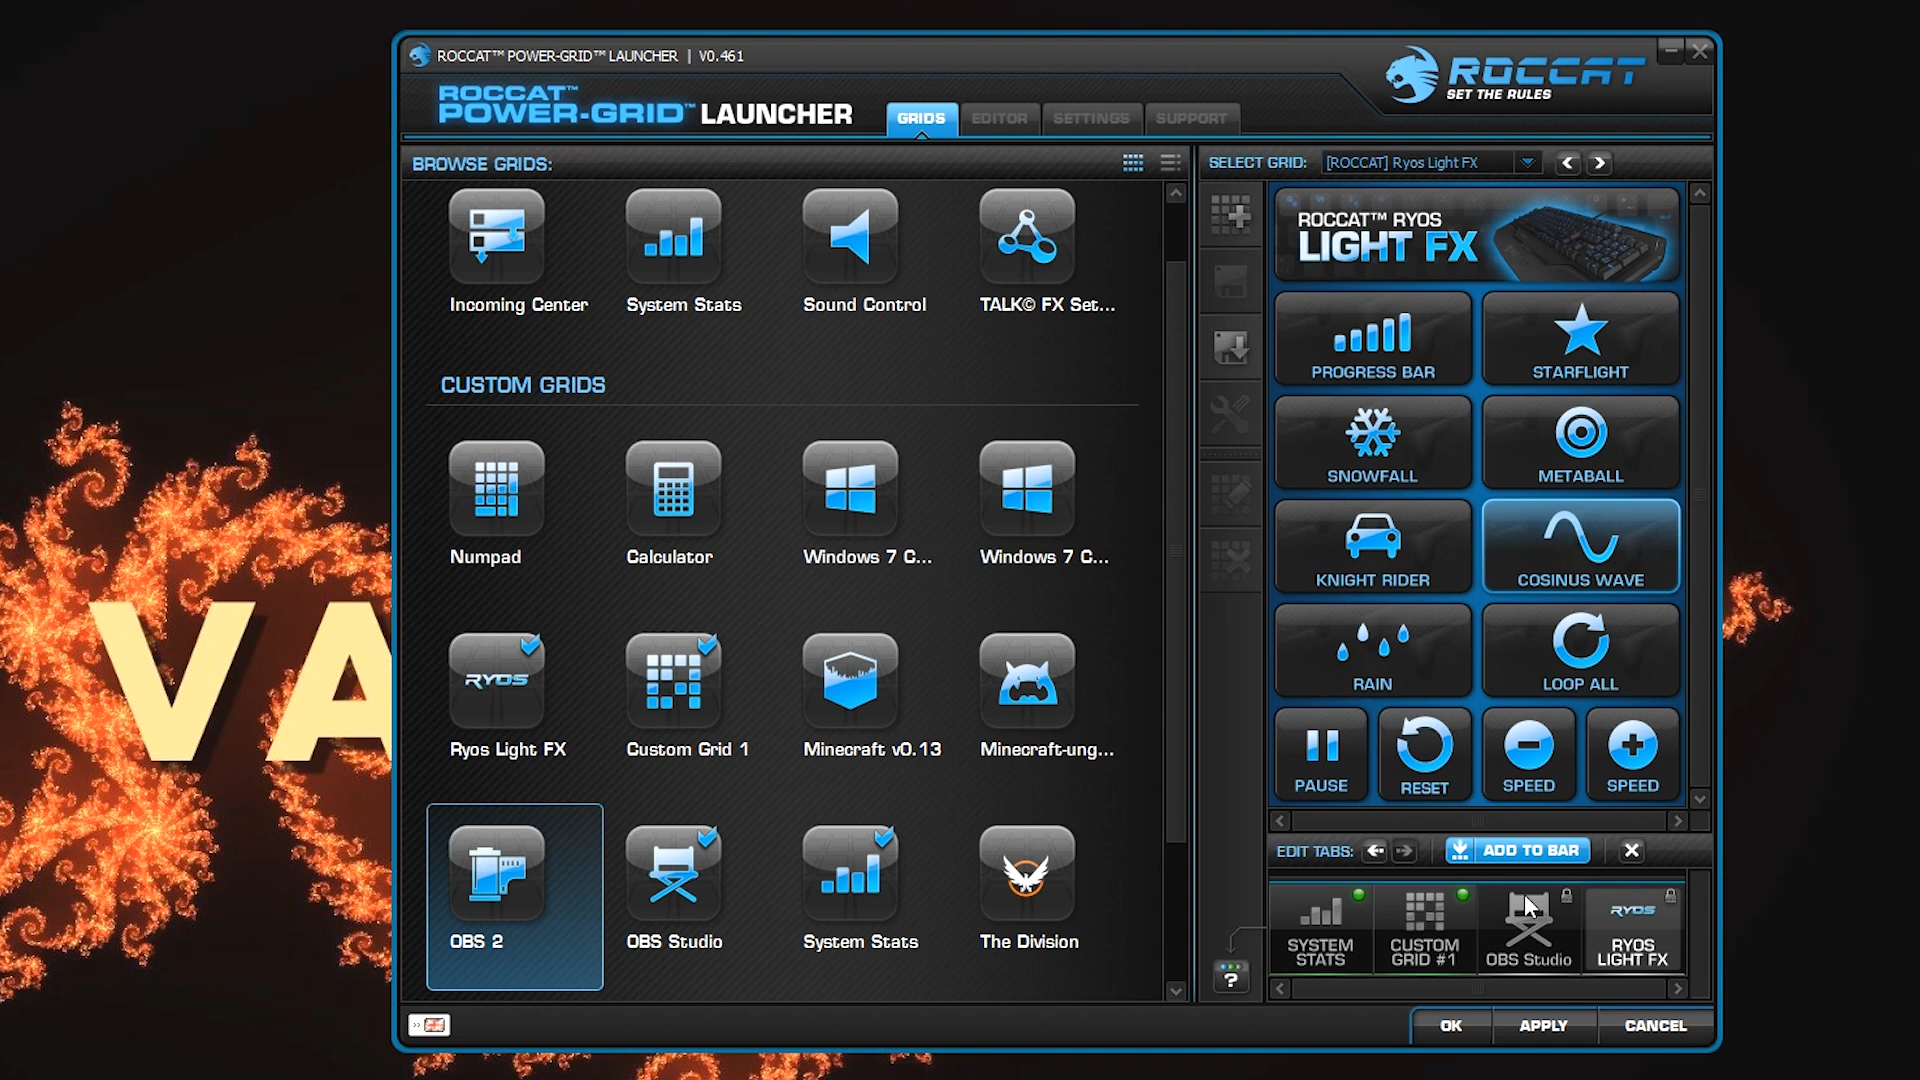 ROCCAT™ POWER-GRID™ LAUNCHER | V0.461
ROCCAT
SET THE RULES
ROCCAT™
POWER-GRID™ LAUNCHER
GRIDS
EDITOR
SETTINGS
SUPPORT
BROWSE GRIDS:
Incoming Center
System Stats
Sound Control
TALK© FX Set...
CUSTOM GRIDS
Numpad
Calculator
Windows 7 C...
Windows 7 C...
RYOS
Ryos Light FX
Custom Grid 1
Minecraft v0.13
Minecraft-ung...
OBS 2
OBS Studio
System Stats
The Division
SELECT GRID:
[ROCCAT] Ryos Light FX
ROCCAT™ RYOS
LIGHT FX
PROGRESS BAR
STARFLIGHT
SNOWFALL
METABALL
KNIGHT RIDER
COSINUS WAVE
RAIN
LOOP ALL
PAUSE
RESET
SPEED
SPEED
EDIT TABS:
ADD TO BAR
SYSTEM
STATS
CUSTOM
GRID #1
OBS Studio
RYOS
RYOS
LIGHT FX
?
OK
APPLY
CANCEL
VA